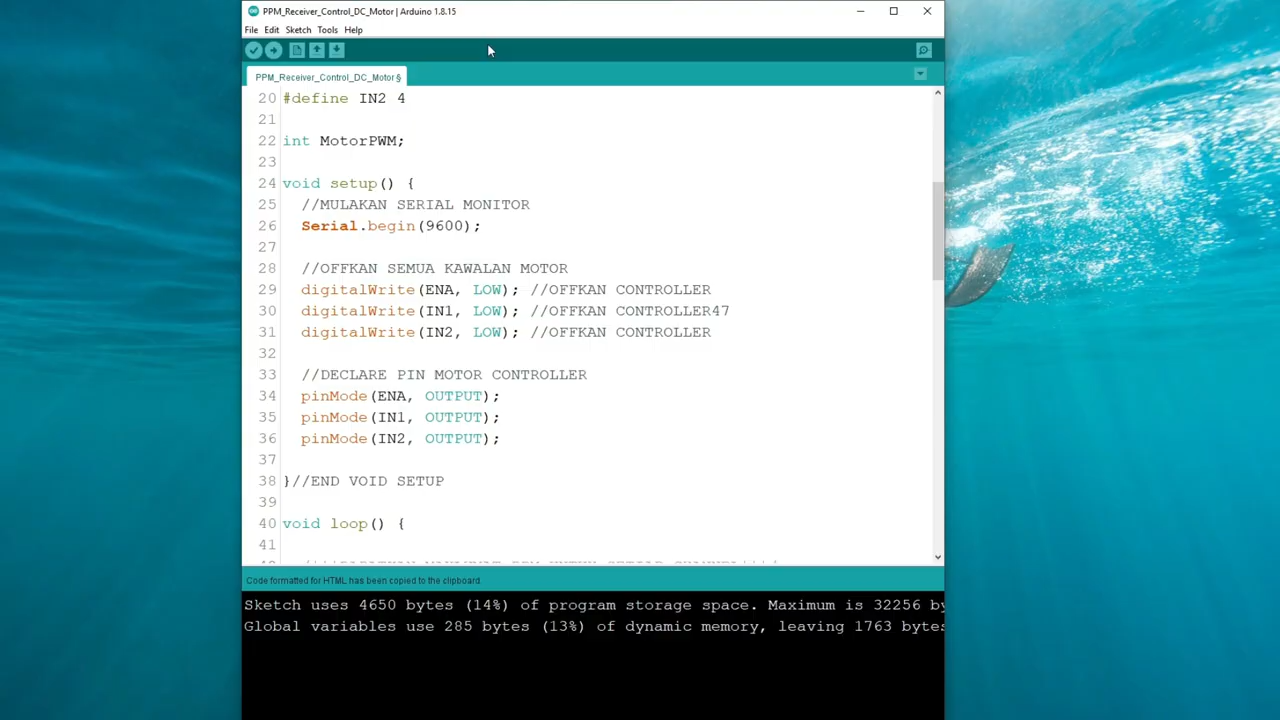 PPM_Receiver_Control_DC_Motor | Arduino 1.8.15
File Edit Sketch Tools Help
PPM_Receiver_Control_DC_Motor §
20 #define IN2 4
21
22 int MotorPWM;
23
24 void setup() {
25 //MULAKAN SERIAL MONITOR
26 Serial.begin(9600);
27
28 //OFFKAN SEMUA KAWALAN MOTOR
29 digitalWrite(ENA, LOW); //OFFKAN CONTROLLER
30 digitalWrite(IN1, LOW); //OFFKAN CONTROLLER47
31 digitalWrite(IN2, LOW); //OFFKAN CONTROLLER
32
33 //DECLARE PIN MOTOR CONTROLLER
34 pinMode(ENA, OUTPUT);
35 pinMode(IN1, OUTPUT);
36 pinMode(IN2, OUTPUT);
37
38 }//END VOID SETUP
39
40 void loop() {
41
Code formatted for HTML has been copied to the clipboard.
Sketch uses 4650 bytes (14%) of program storage space. Maximum is 32256 by
Global variables use 285 bytes (13%) of dynamic memory, leaving 1763 bytes